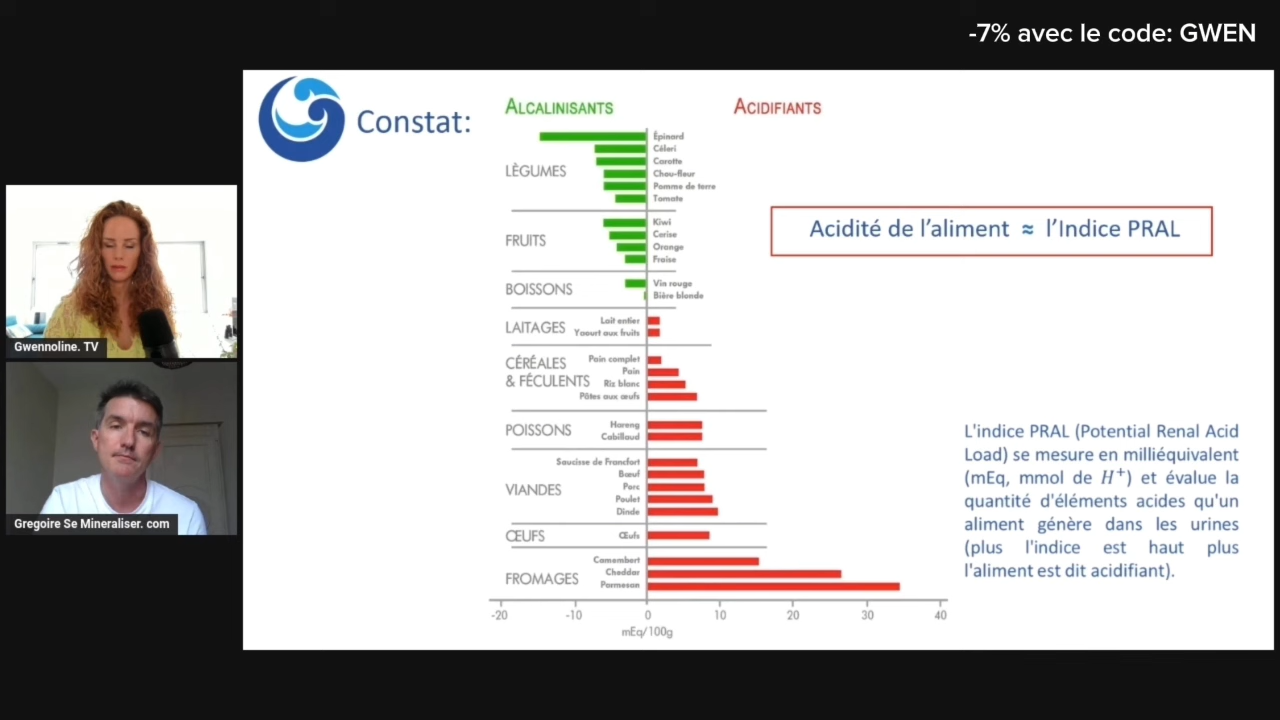 -7% avec le code: GWEN
Constat:
ALCALINISANTS
ACIDIFIANTS
LÈGUMES
Épinard
Céleri
Carotte
Chou-fleur
Pomme de terre
Tomate
FRUITS
Kiwi
Cerise
Orange
Fraise
BOISSONS
Vin rouge
Bière blonde
LAITAGES
Lait entier
Yaourt aux fruits
CÉRÉALES
& FÉCULENTS
Pain complet
Pain
Riz blanc
Pâtes aux œufs
POISSONS
Hareng
Cabillaud
VIANDES
Saucisse de Francfort
Bœuf
Porc
Poulet
Dinde
ŒUFS
Œufs
FROMAGES
Camembert
Cheddar
Parmesan
-20 -10 0 10 20 30 40
mEq/100g
Acidité de l'aliment ≈ l'Indice PRAL
L'indice PRAL (Potential Renal Acid
Load) se mesure en milliéquivalent
(mEq, mmol de H⁺) et évalue la
quantité d'éléments acides qu'un
aliment génère dans les urines
(plus l'indice est haut plus
l'aliment est dit acidifiant).
Gwennoline. TV
Gregoire Se Mineraliser. com